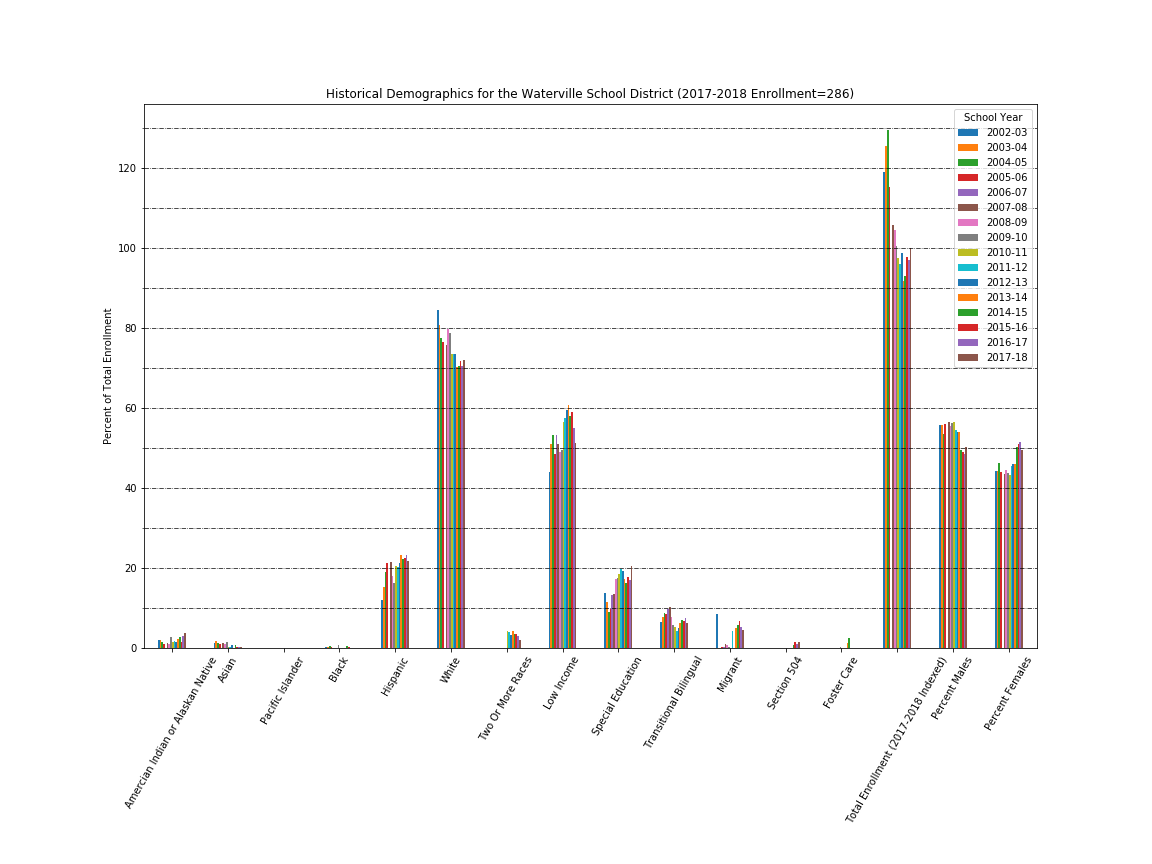 Historical Demographics for the Waterville School District (2017-2018 Enrollment=286)
Percent of Total Enrollment
120
100
80
60
40
20
0
School Year
2002-03
2003-04
2004-05
2005-06
2006-07
2007-08
2008-09
2009-10
2010-11
2011-12
2012-13
2013-14
2014-15
2015-16
2016-17
2017-18
Amercian Indian or Alaskan Native
Asian
Pacific Islander
Black
Hispanic
White
Two Or More Races
Low Income
Special Education
Transitional Bilingual
Migrant
Section 504
Foster Care
Total Enrollment (2017-2018 Indexed)
Percent Males
Percent Females